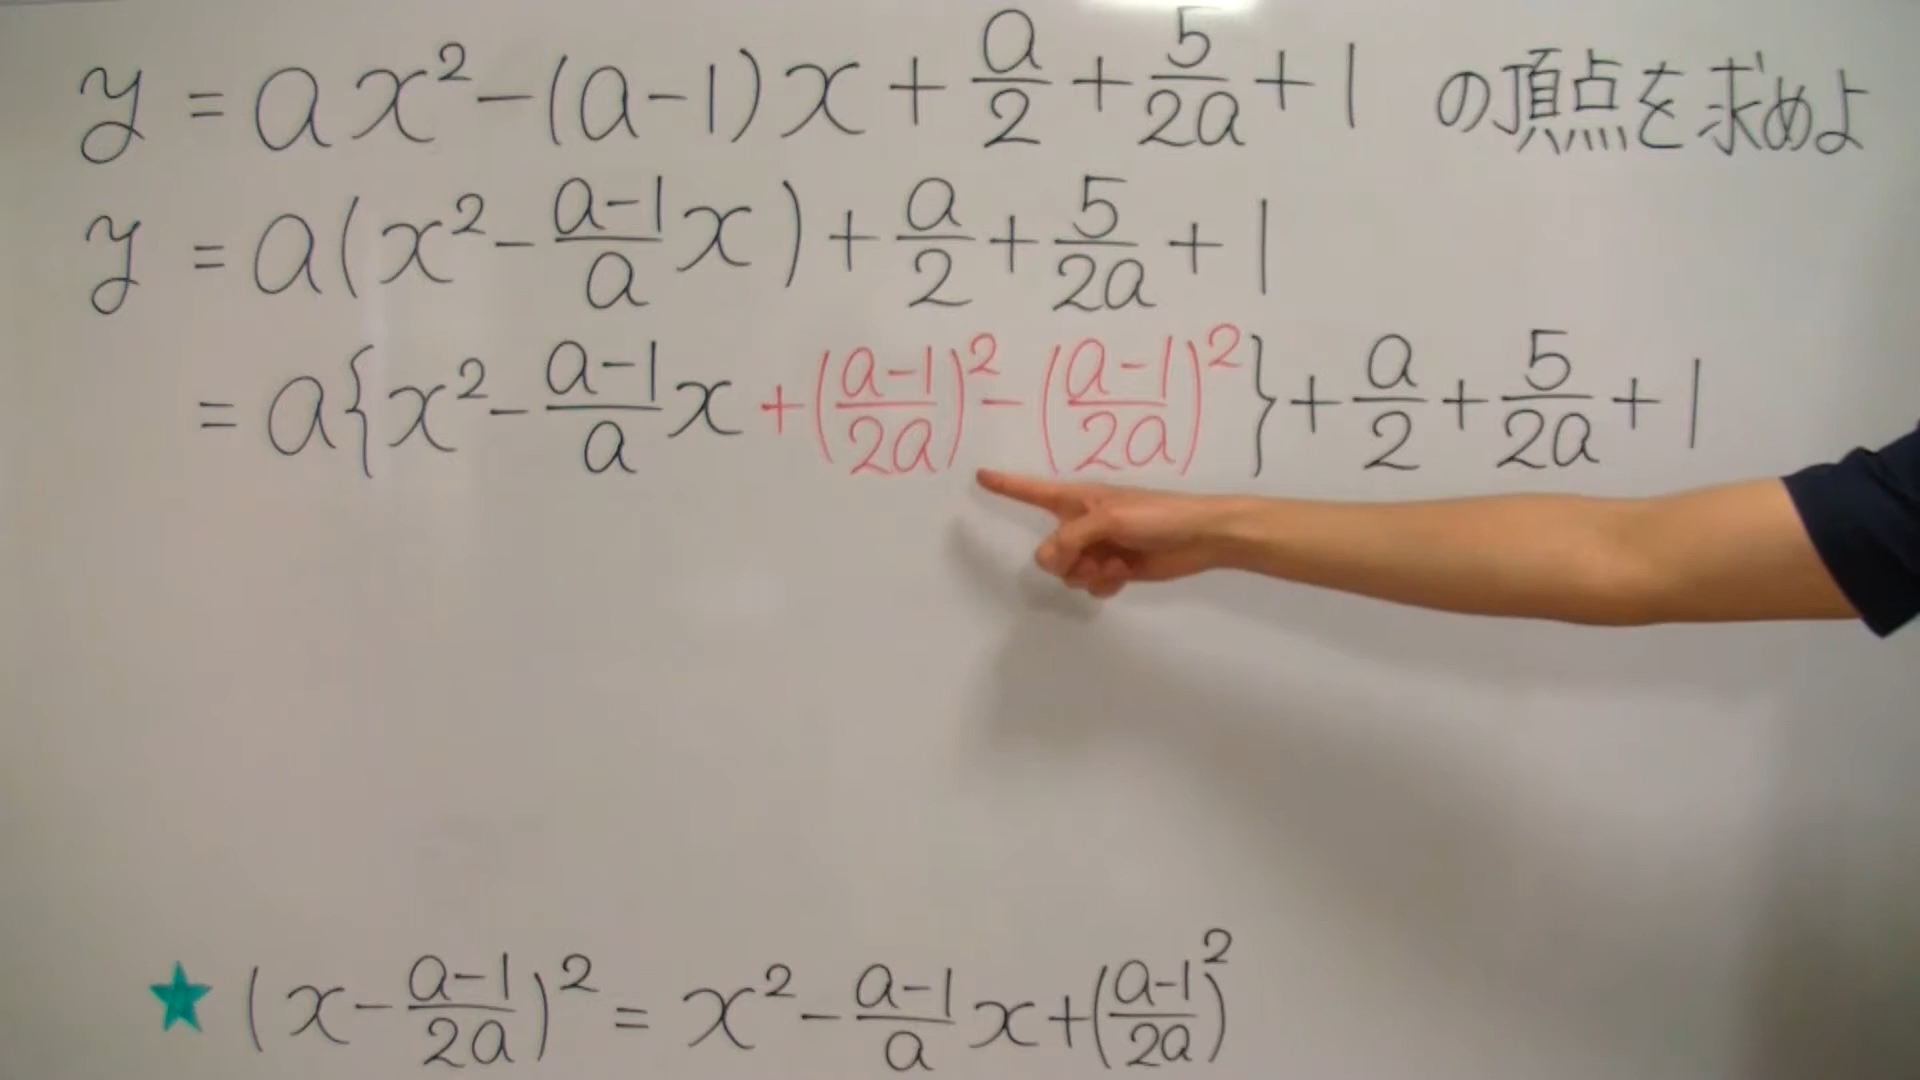 y = ax² - (a-1)x + a/2 + 5/2a + 1 の頂点を求めよ
y = a(x² - a-1/a x) + a/2 + 5/2a + 1
= a{x² - a-1/a x + (a-1/2a)² - (a-1/2a)²} + a/2 + 5/2a + 1
★ (x - a-1/2a)² = x² - a-1/a x + (a-1/2a)²